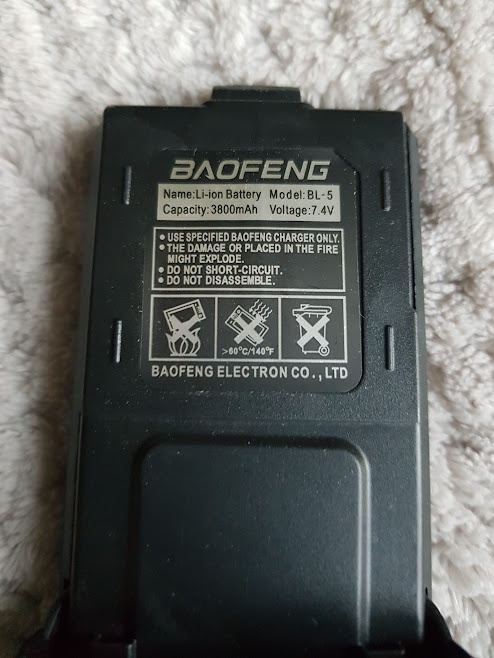 BAOFENG
Name:Li-ion Battery Model:BL-5
Capacity:3800mAh Voltage:7.4V
• USE SPECIFIED BAOFENG CHARGER ONLY.
• THE DAMAGE OR PLACED IN THE FIRE
MIGHT EXPLODE.
• DO NOT SHORT-CIRCUIT.
• DO NOT DISASSEMBLE.
>60°C/140°F
BAOFENG ELECTRON CO.,LTD